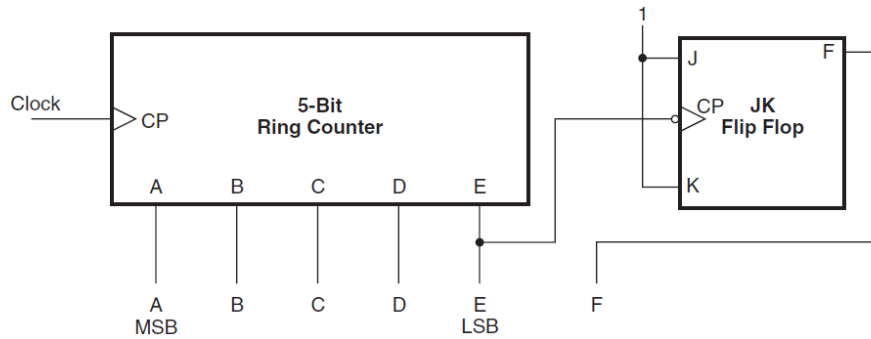 1
J
F
Clock
CP
5-Bit
Ring Counter
CP
JK
Flip Flop
K
A B C D E
A B C D E F
MSB LSB